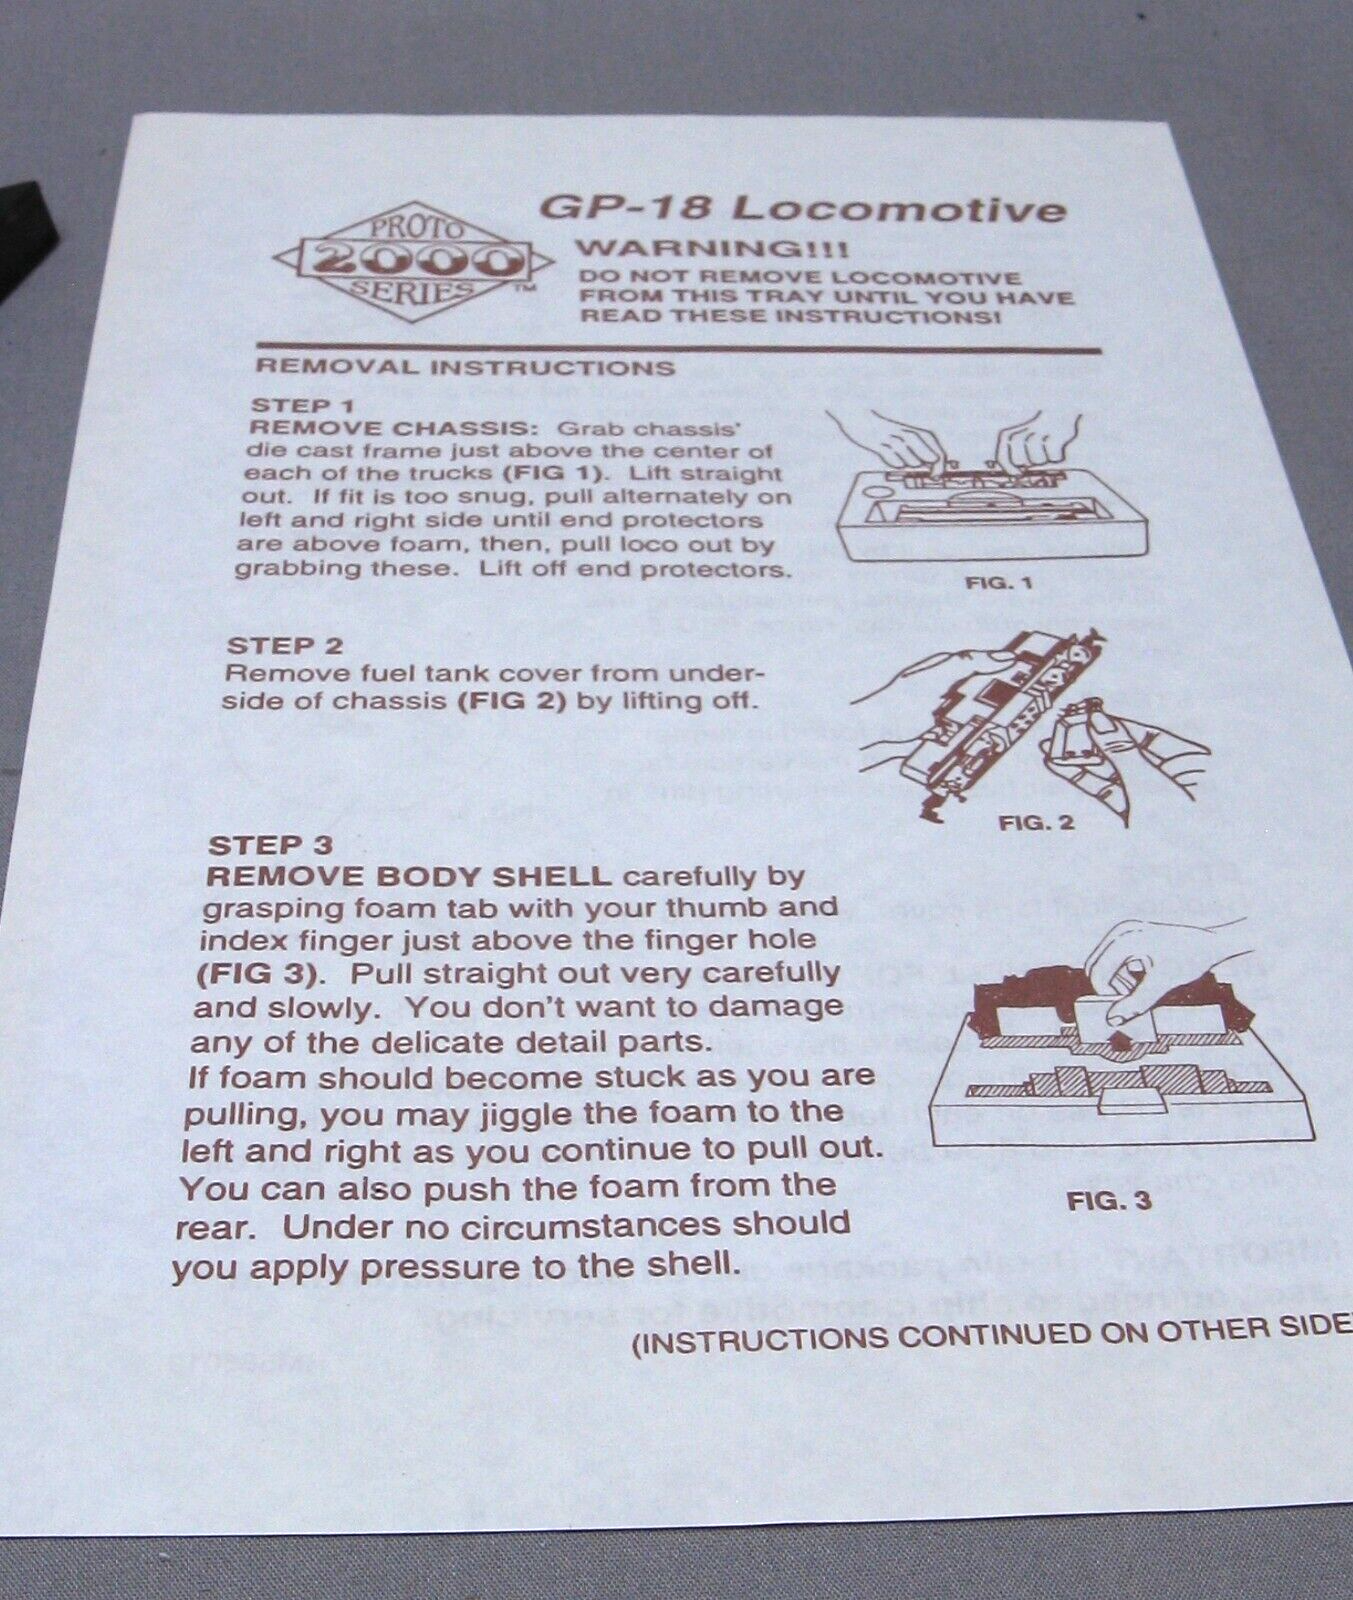 PROTO
2000
SERIES
™
GP-18 Locomotive
WARNING!!!
DO NOT REMOVE LOCOMOTIVE
FROM THIS TRAY UNTIL YOU HAVE
READ THESE INSTRUCTIONS!
REMOVAL INSTRUCTIONS
STEP 1
REMOVE CHASSIS: Grab chassis'
die cast frame just above the center of
each of the trucks (FIG 1). Lift straight
out. If fit is too snug, pull alternately on
left and right side until end protectors
are above foam, then, pull loco out by
grabbing these. Lift off end protectors.
FIG. 1
STEP 2
Remove fuel tank cover from under-
side of chassis (FIG 2) by lifting off.
FIG. 2
STEP 3
REMOVE BODY SHELL carefully by
grasping foam tab with your thumb and
index finger just above the finger hole
(FIG 3). Pull straight out very carefully
and slowly. You don't want to damage
any of the delicate detail parts.
If foam should become stuck as you are
pulling, you may jiggle the foam to the
left and right as you continue to pull out.
You can also push the foam from the
rear. Under no circumstances should
you apply pressure to the shell.
FIG. 3
(INSTRUCTIONS CONTINUED ON OTHER SIDE